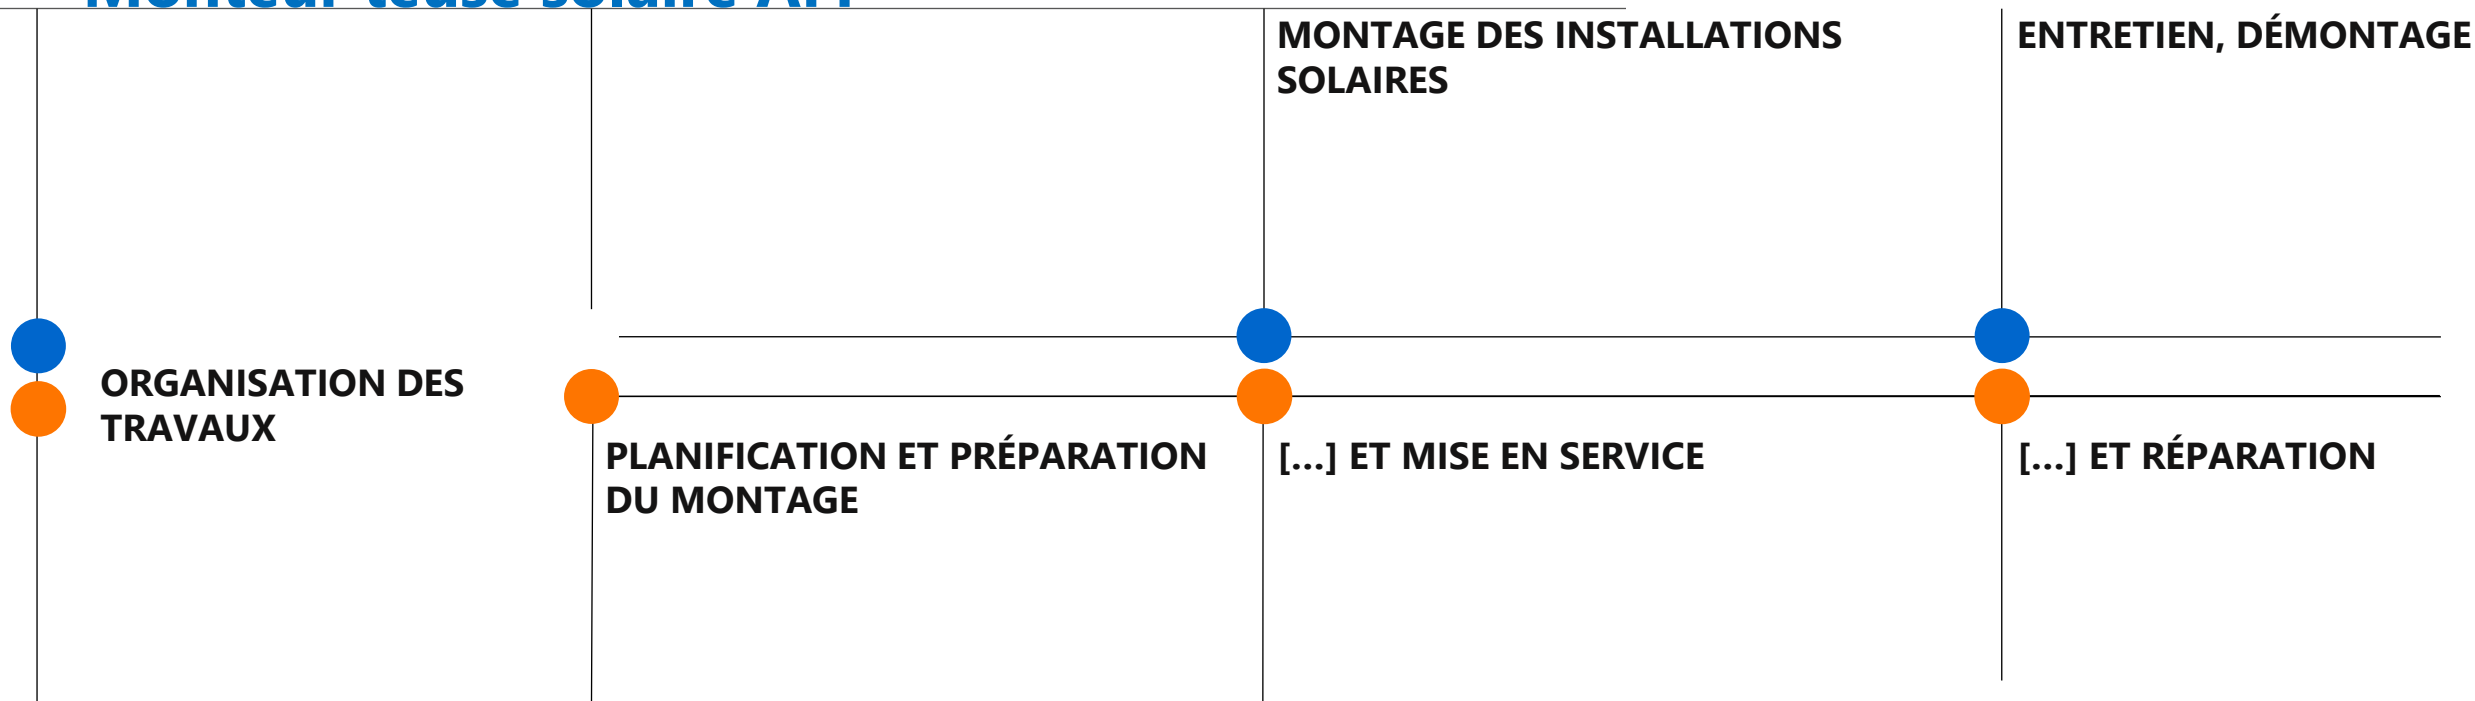 MONTAGE DES INSTALLATIONS
SOLAIRES
ENTRETIEN, DÉMONTAGE
ORGANISATION DES
TRAVAUX
PLANIFICATION ET PRÉPARATION
DU MONTAGE
[…] ET MISE EN SERVICE
[…] ET RÉPARATION